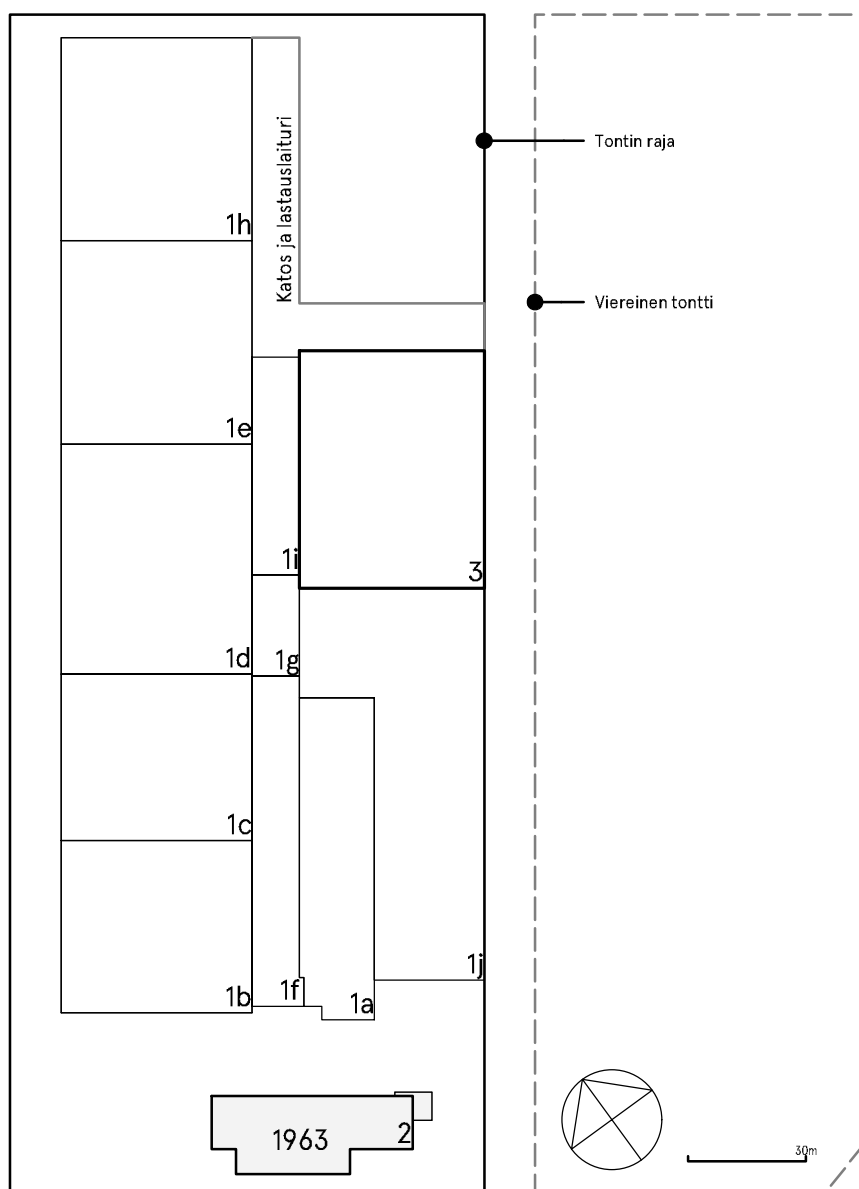 Katos ja lastauslaituri
Tontin raja
1h
Viereinen tontti
1e
1i
3
1d
1g
1c
1b
1f
1a
1j
1963
2
30m